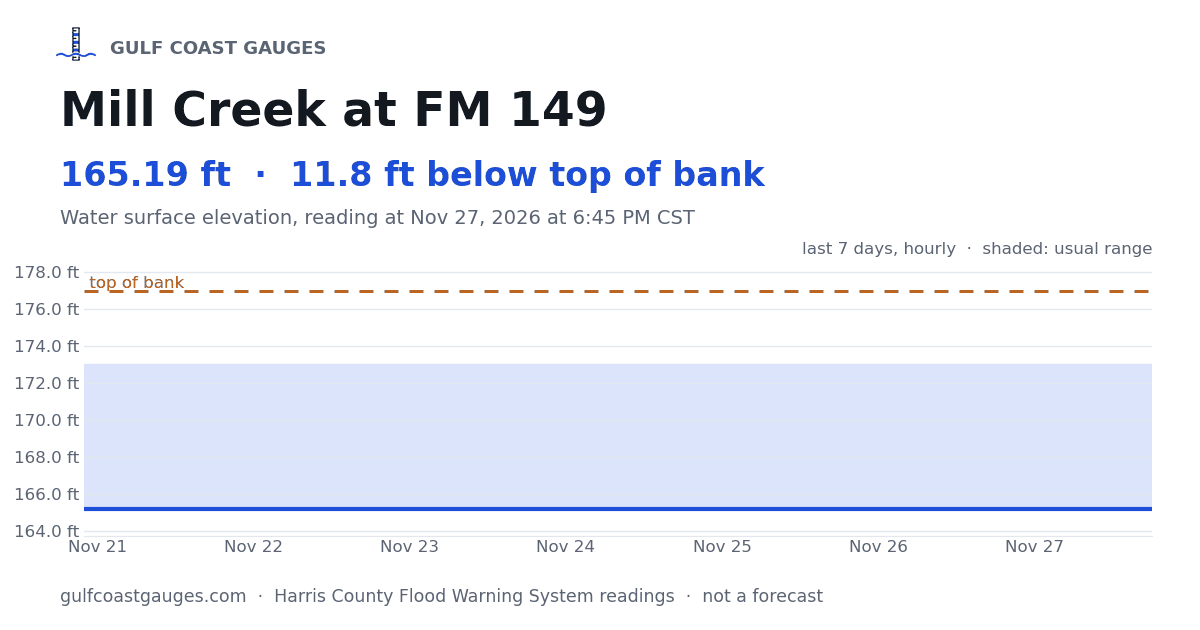 GULF COAST GAUGES
Mill Creek at FM 149
165.19 ft · 11.8 ft below top of bank
Water surface elevation, reading at Nov 27, 2026 at 6:45 PM CST
last 7 days, hourly · shaded: usual range
178.0 ft
top of bank
176.0 ft
174.0 ft
172.0 ft
170.0 ft
168.0 ft
166.0 ft
164.0 ft
Nov 21 Nov 22 Nov 23 Nov 24 Nov 25 Nov 26 Nov 27
gulfcoastgauges.com · Harris County Flood Warning System readings · not a forecast